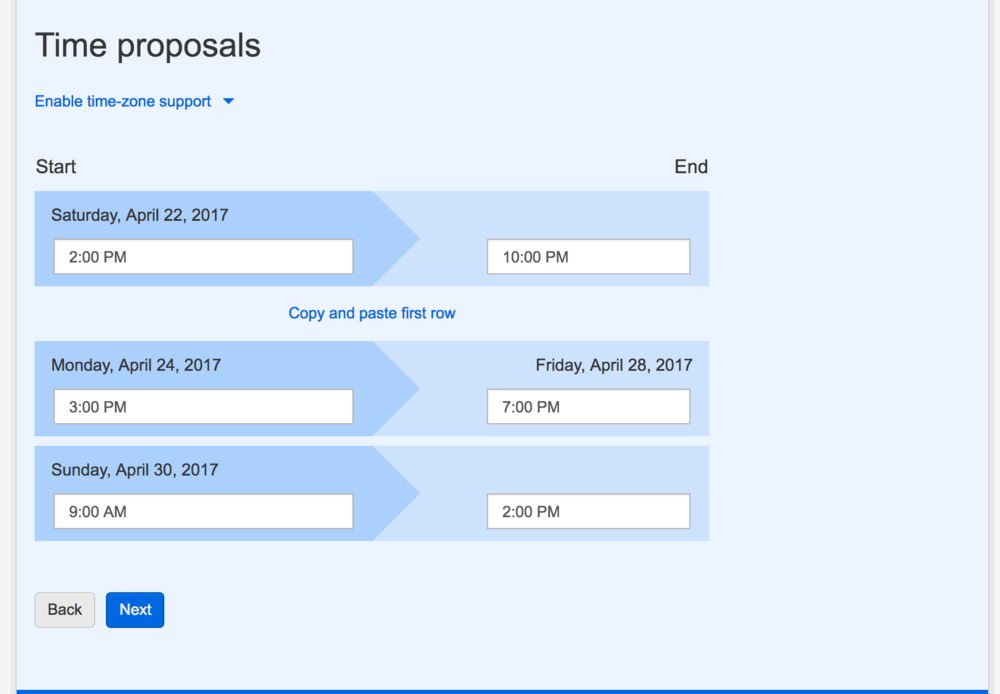 Time proposals
Enable time-zone support
Start End
Saturday, April 22, 2017
2:00 PM 10:00 PM
Copy and paste first row
Monday, April 24, 2017 Friday, April 28, 2017
3:00 PM 7:00 PM
Sunday, April 30, 2017
9:00 AM 2:00 PM
Back Next